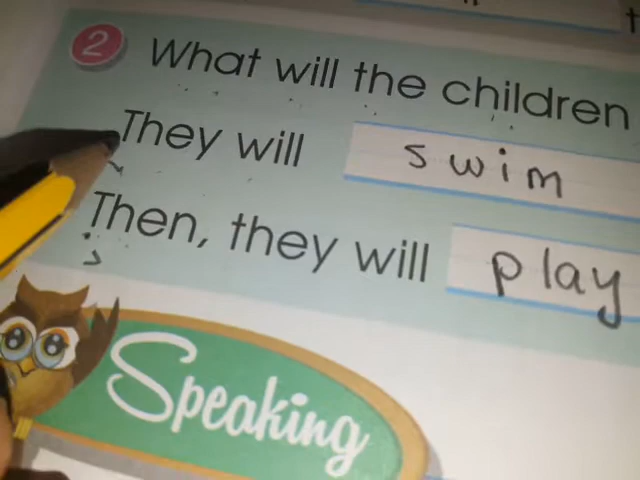 2 What will the children
They will swim
Then, they will play
Speaking